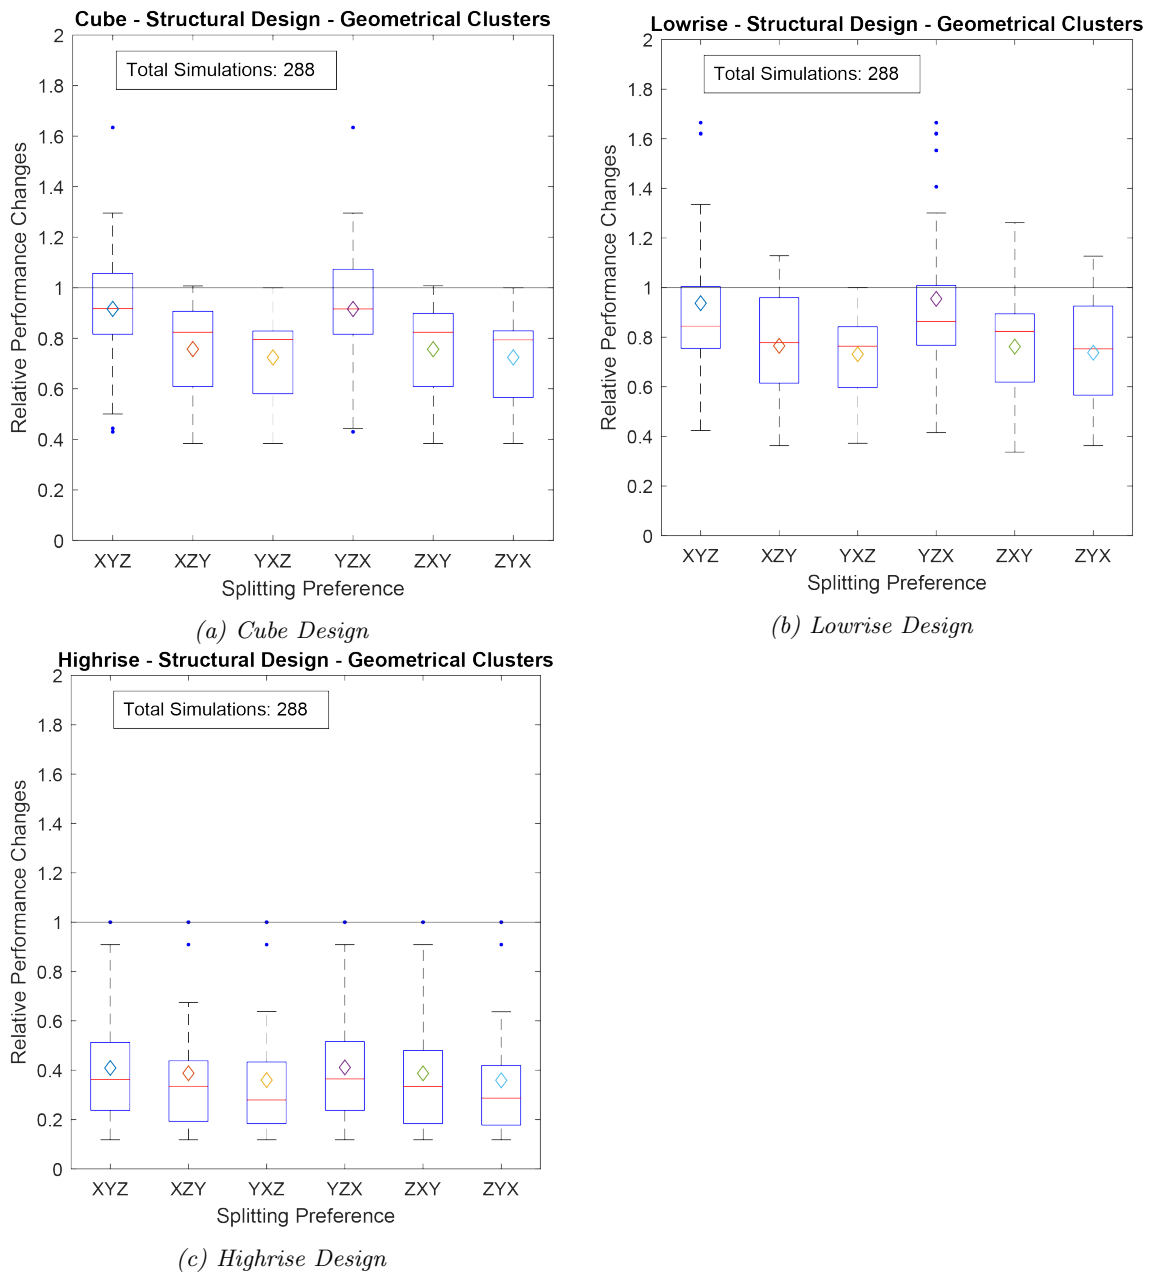 Cube - Structural Design - Geometrical Clusters
Total Simulations: 288
Relative Performance Changes
2
1.8
1.6
1.4
1.2
1
0.8
0.6
0.4
0.2
0
XYZ XZY YXZ YZX ZXY ZYX
Splitting Preference
(a) Cube Design
Lowrise - Structural Design - Geometrical Clusters
Total Simulations: 288
Relative Performance Changes
2
1.8
1.6
1.4
1.2
1
0.8
0.6
0.4
0.2
0
XYZ XZY YXZ YZX ZXY ZYX
Splitting Preference
(b) Lowrise Design
Highrise - Structural Design - Geometrical Clusters
Total Simulations: 288
Relative Performance Changes
2
1.8
1.6
1.4
1.2
1
0.8
0.6
0.4
0.2
0
XYZ XZY YXZ YZX ZXY ZYX
Splitting Preference
(c) Highrise Design